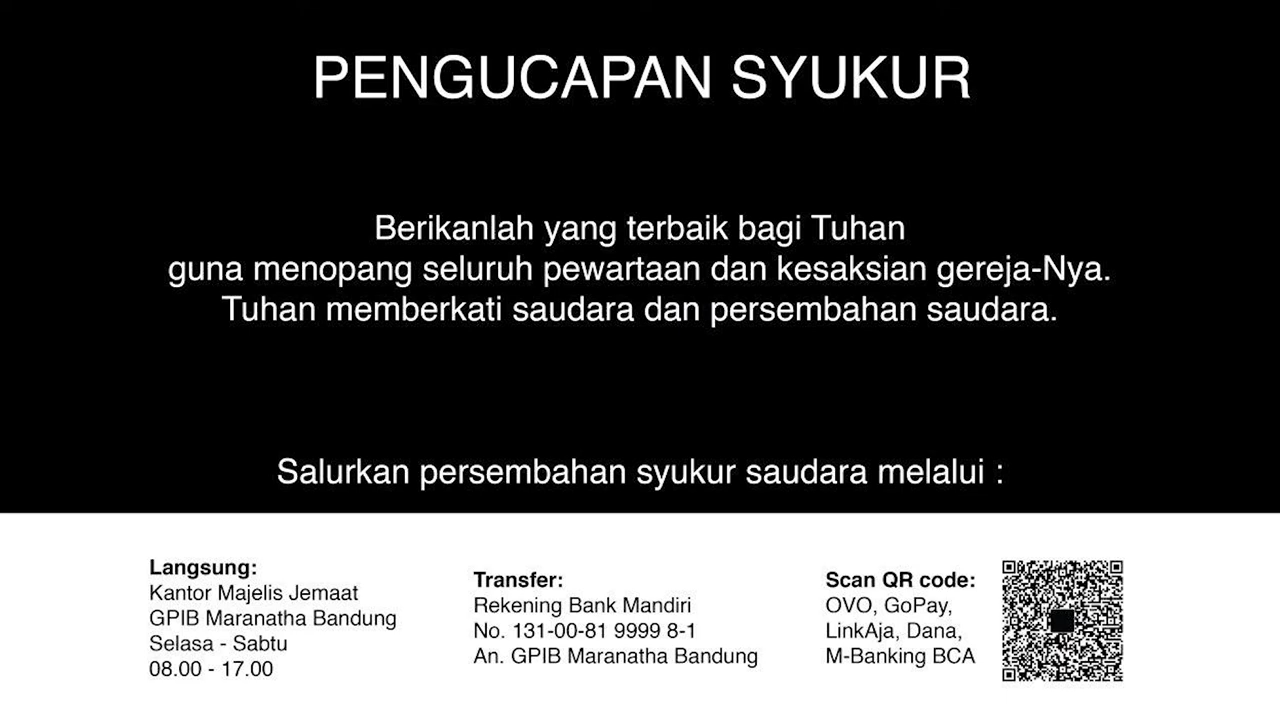 PENGUCAPAN SYUKUR
Berikanlah yang terbaik bagi Tuhan
guna menopang seluruh pewartaan dan kesaksian gereja-Nya.
Tuhan memberkati saudara dan persembahan saudara.
Salurkan persembahan syukur saudara melalui :
Langsung:
Kantor Majelis Jemaat
GPIB Maranatha Bandung
Selasa - Sabtu
08.00 - 17.00
Transfer:
Rekening Bank Mandiri
No. 131-00-81 9999 8-1
An. GPIB Maranatha Bandung
Scan QR code:
OVO, GoPay,
LinkAja, Dana,
M-Banking BCA